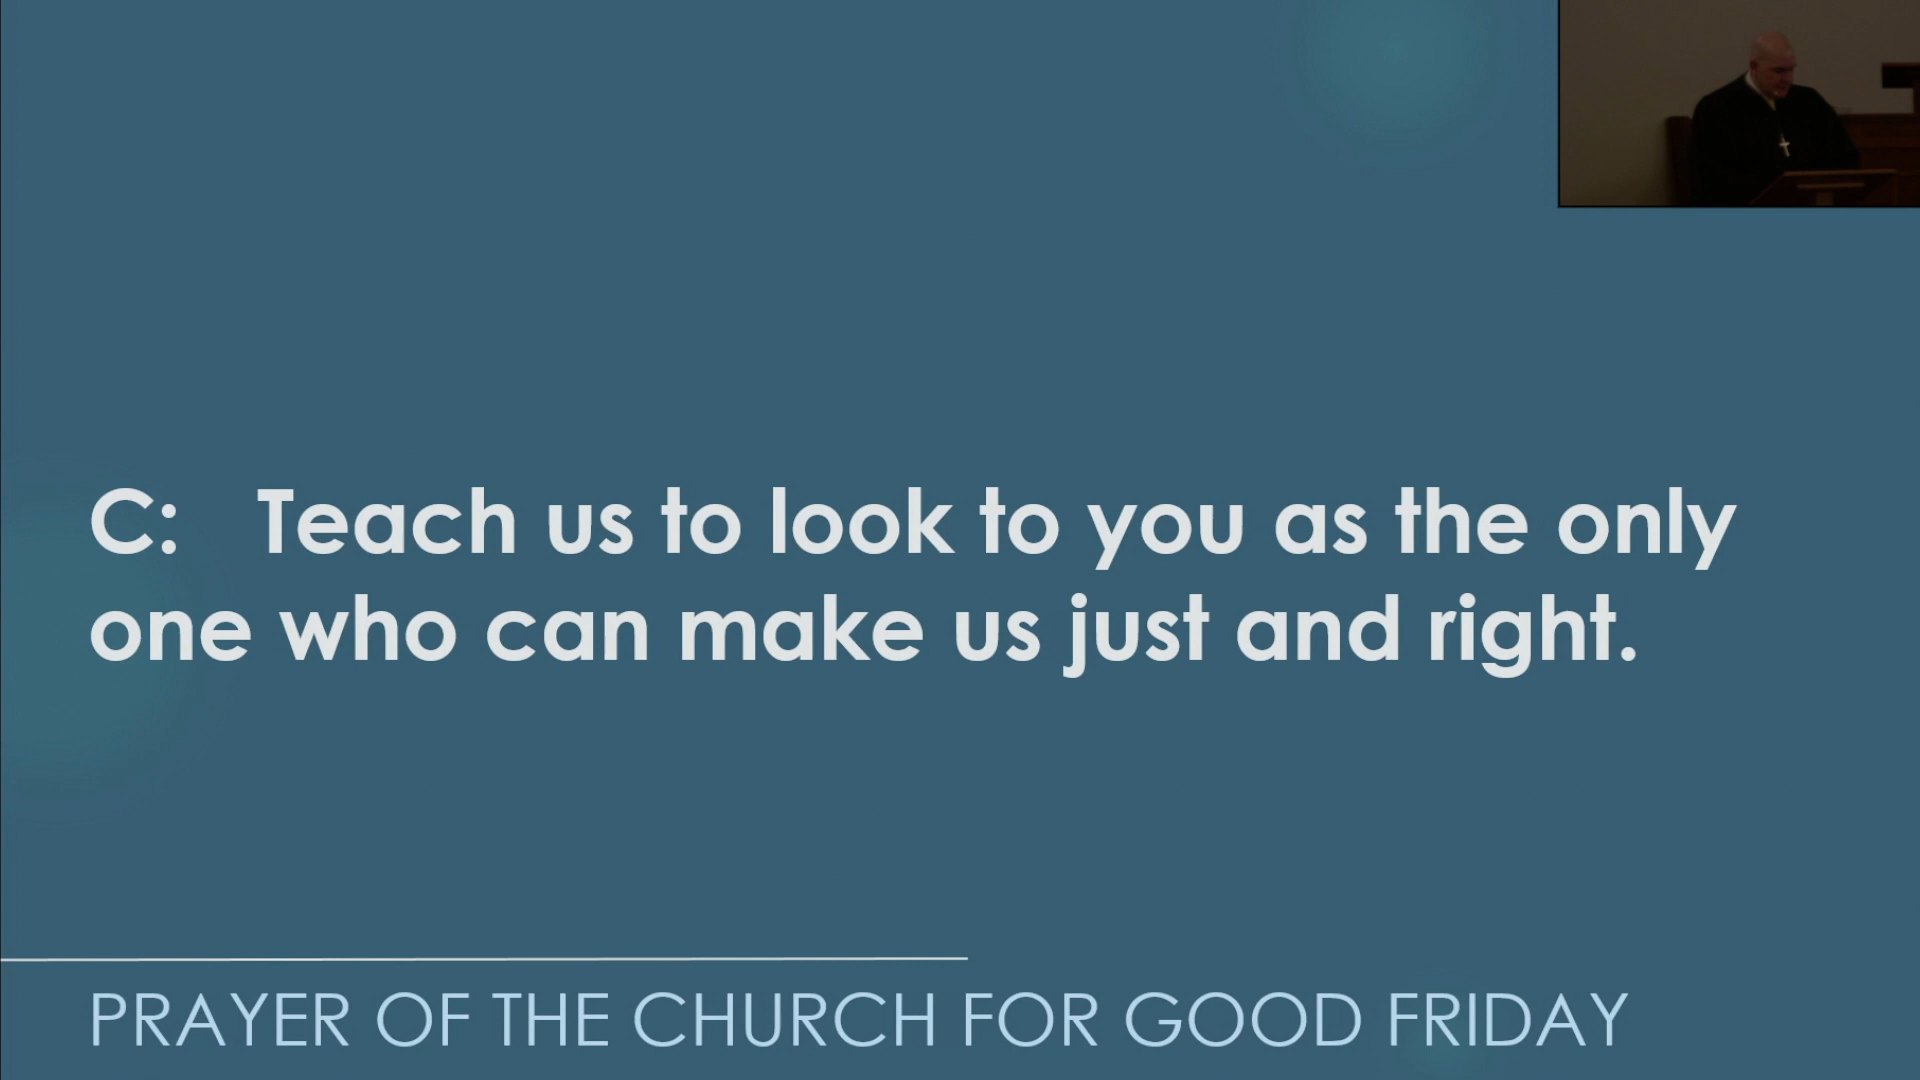 C: Teach us to look to you as the only
one who can make us just and right.
PRAYER OF THE CHURCH FOR GOOD FRIDAY